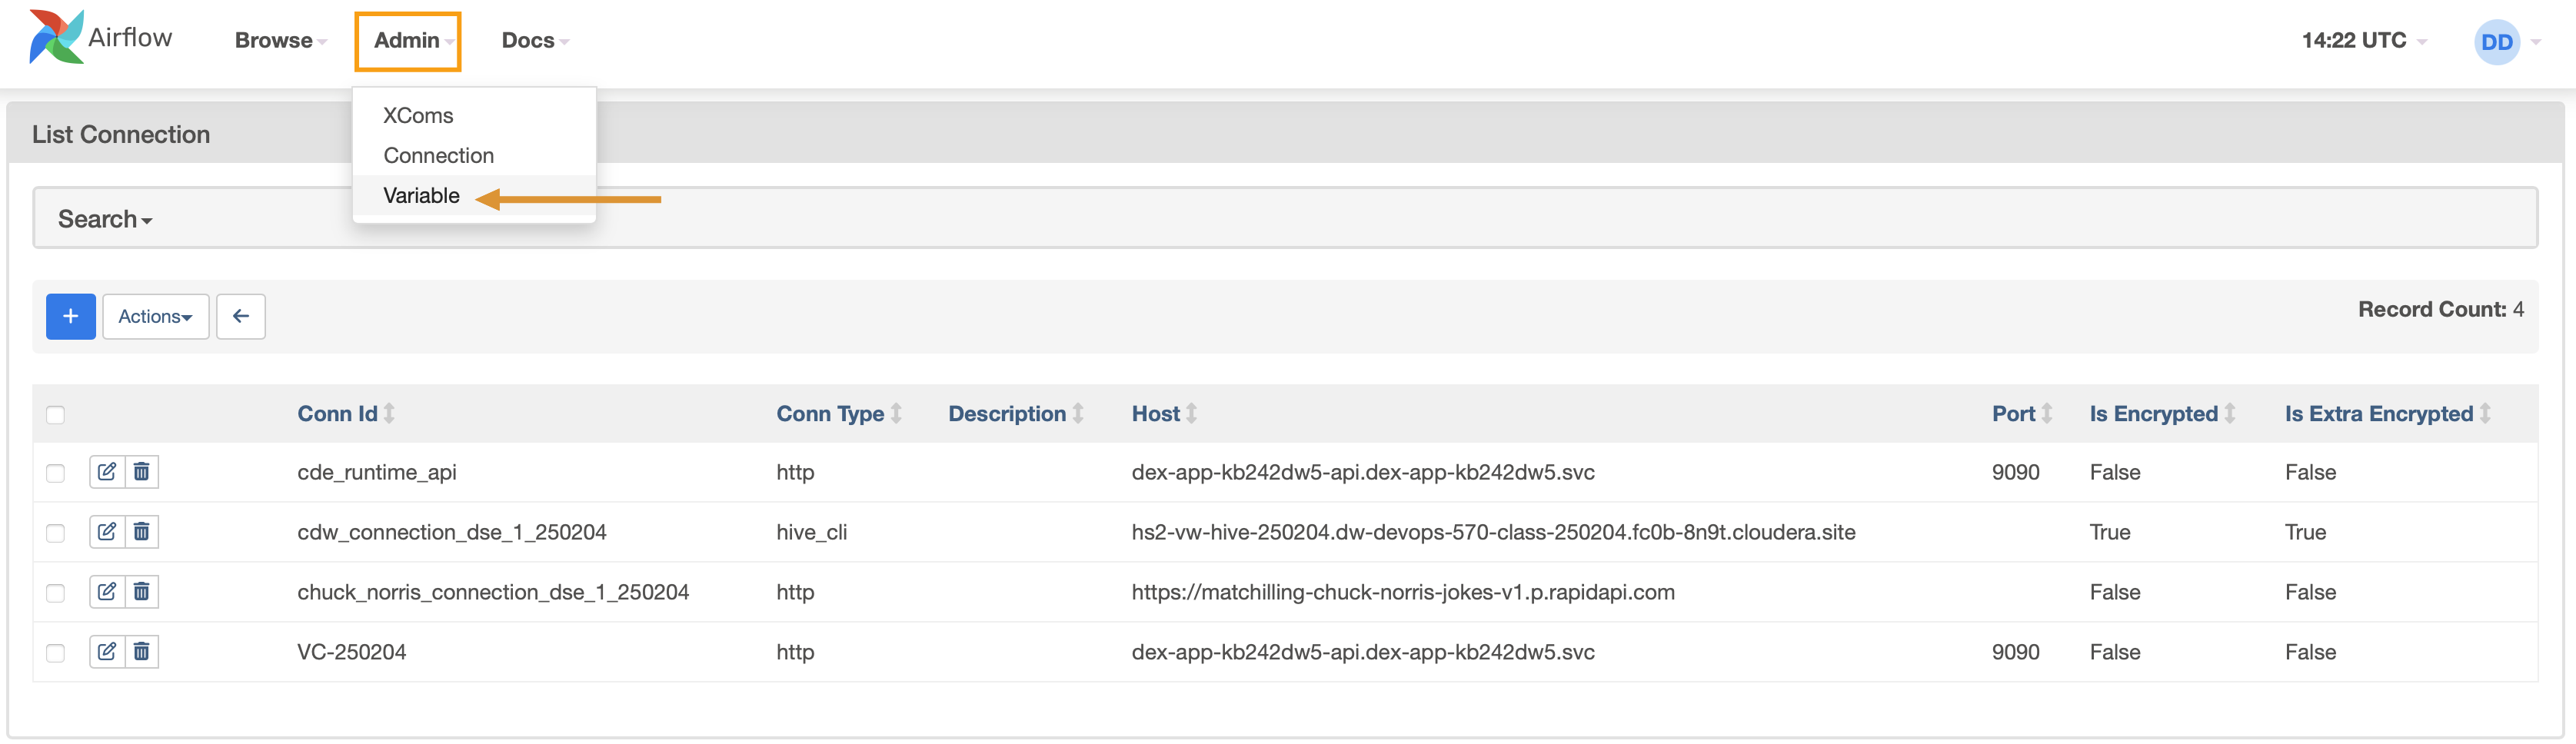 Airflow Browse Admin Docs 14:22 UTC DD
XComs
Connection
Variable
List Connection
Search
+ Actions Record Count: 4
Conn Id Conn Type Description Host Port Is Encrypted Is Extra Encrypted
cde_runtime_api http dex-app-kb242dw5-api.dex-app-kb242dw5.svc 9090 False False
cdw_connection_dse_1_250204 hive_cli hs2-vw-hive-250204.dw-devops-570-class-250204.fc0b-8n9t.cloudera.site True True
chuck_norris_connection_dse_1_250204 http https://matchilling-chuck-norris-jokes-v1.p.rapidapi.com False False
VC-250204 http dex-app-kb242dw5-api.dex-app-kb242dw5.svc 9090 False False